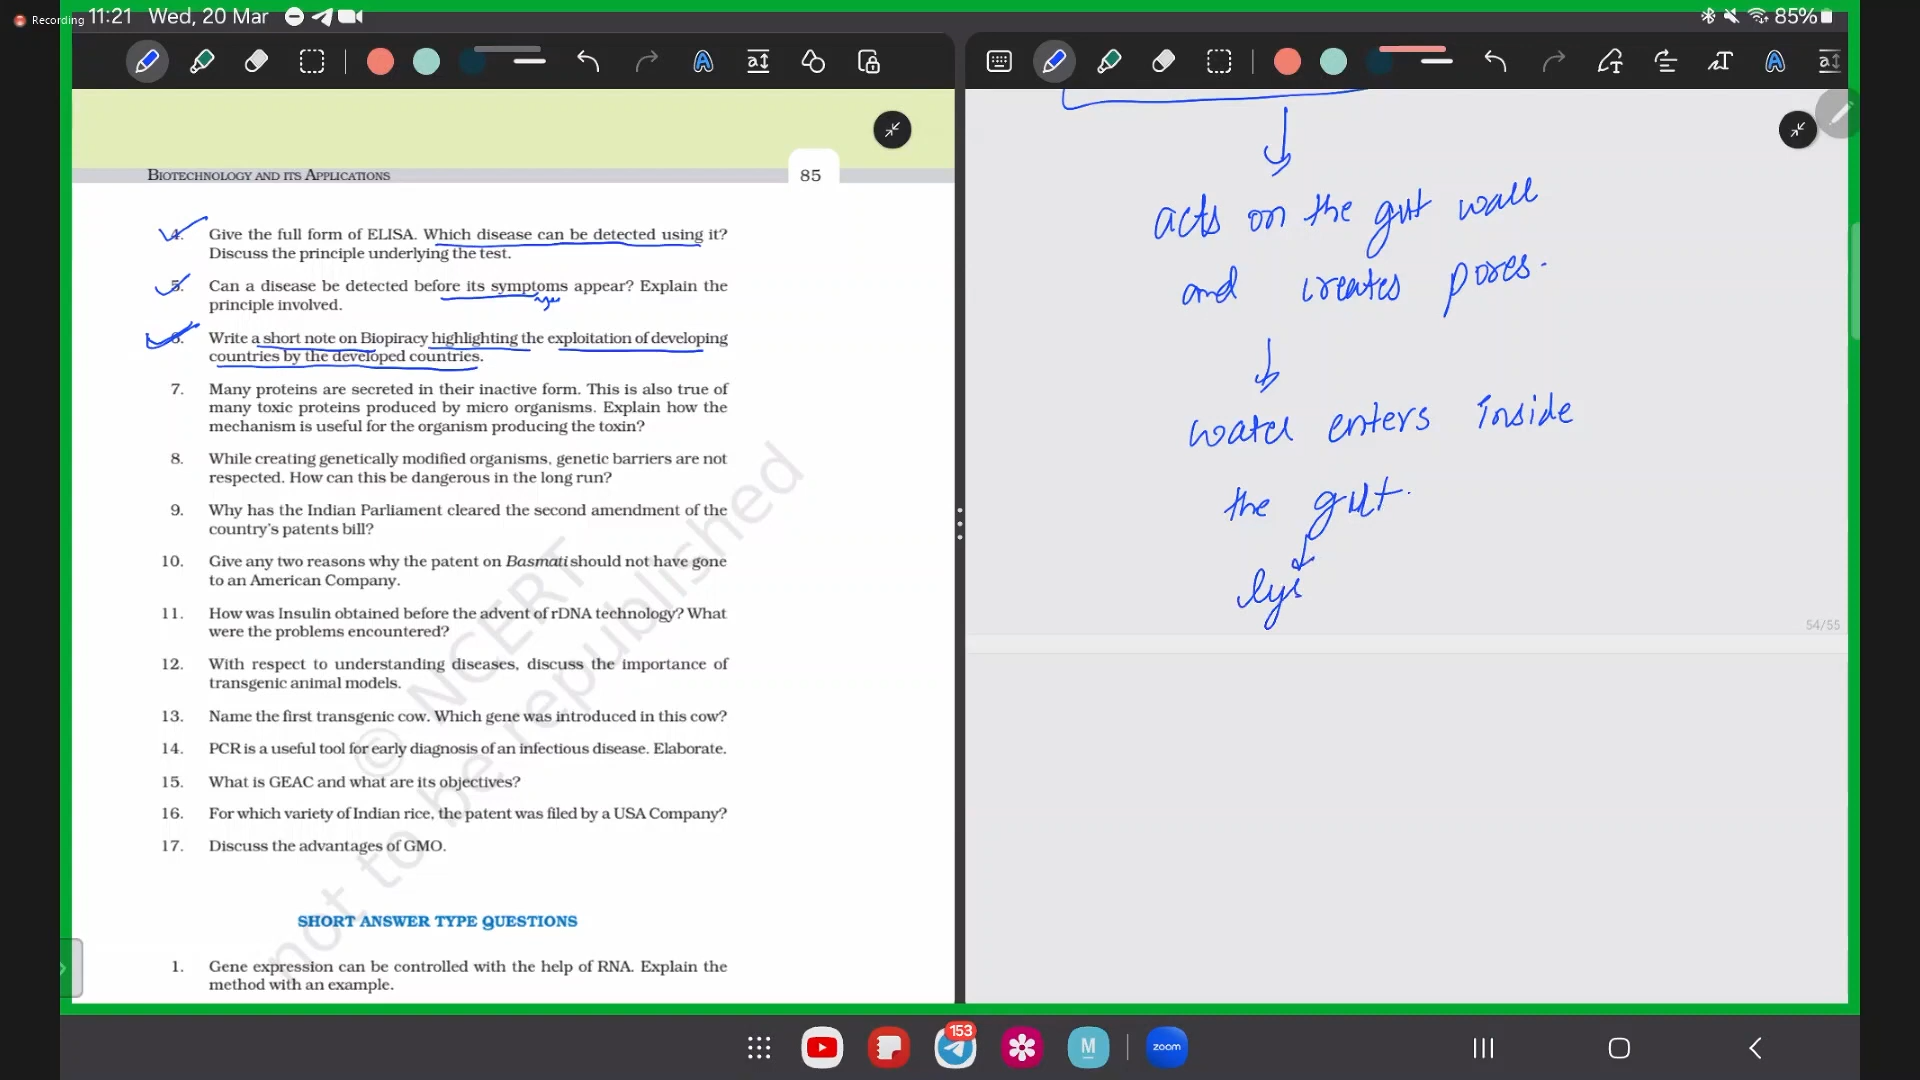 Recording 11:21 Wed, 20 Mar 85%
BIOTECHNOLOGY AND ITS APPLICATIONS 85
4. Give the full form of ELISA. Which disease can be detected using it?
Discuss the principle underlying the test.
5. Can a disease be detected before its symptoms appear? Explain the
principle involved.
yes
6. Write a short note on Biopiracy highlighting the exploitation of developing
countries by the developed countries.
7. Many proteins are secreted in their inactive form. This is also true of
many toxic proteins produced by micro organisms. Explain how the
mechanism is useful for the organism producing the toxin?
8. While creating genetically modified organisms, genetic barriers are not
respected. How can this be dangerous in the long run?
9. Why has the Indian Parliament cleared the second amendment of the
country's patents bill?
10. Give any two reasons why the patent on Basmati should not have gone
to an American Company.
11. How was Insulin obtained before the advent of rDNA technology? What
were the problems encountered?
12. With respect to understanding diseases, discuss the importance of
transgenic animal models.
13. Name the first transgenic cow. Which gene was introduced in this cow?
14. PCR is a useful tool for early diagnosis of an infectious disease. Elaborate.
15. What is GEAC and what are its objectives?
16. For which variety of Indian rice, the patent was filed by a USA Company?
17. Discuss the advantages of GMO.
SHORT ANSWER TYPE QUESTIONS
1. Gene expression can be controlled with the help of RNA. Explain the
method with an example.
© NCERT
not to be republished
acts on the gut wall
and creates pores.
water enters inside
the gut.
lys
54/55
153
M
zoom